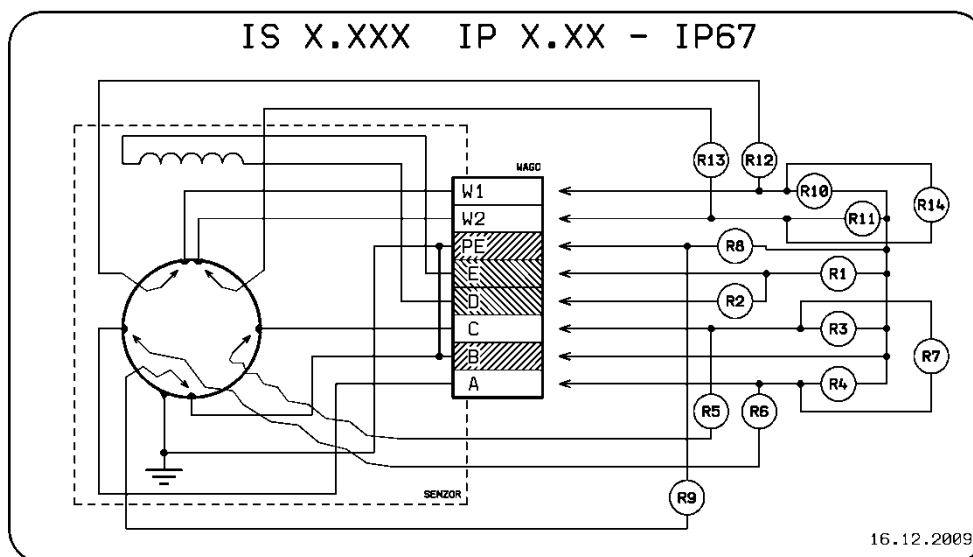 IS X.XXX IP X.XX - IP67
WAGO
R13
R12
W1
R10
R14
W2
R11
PE
R8
E
R1
D
R2
C
R3
R7
B
A
R4
R5
R6
SENZOR
R9
16.12.2009